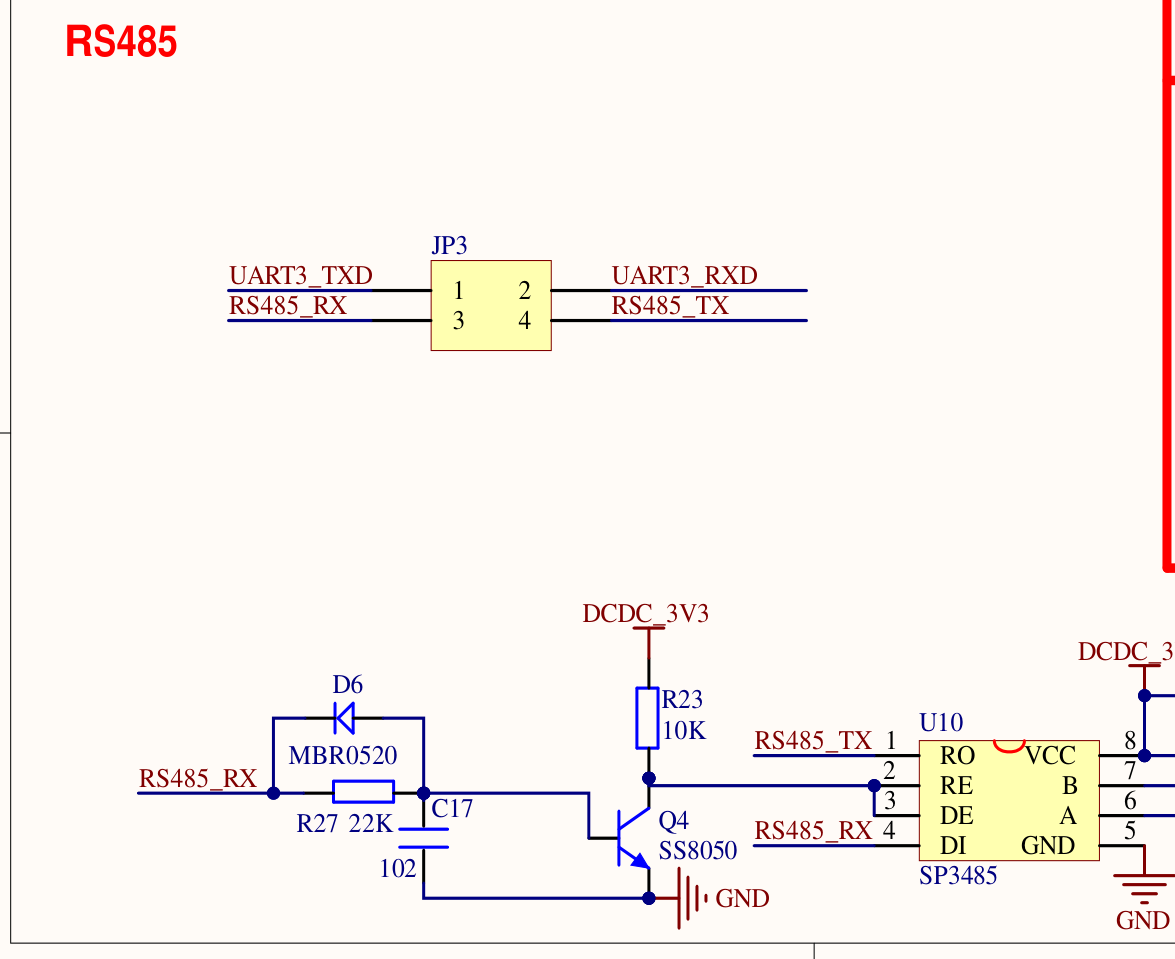 RS485
JP3
UART3_TXD 1 2 UART3_RXD
RS485_RX 3 4 RS485_TX
DCDC_3V3
DCDC_3
D6
R23
10K
U10
MBR0520
RS485_TX 1 RO VCC 8
RS485_RX
2 RE B 7
R27 22K
C17
3 DE A 6
Q4
SS8050
RS485_RX 4 DI GND 5
102
SP3485
GND
GND